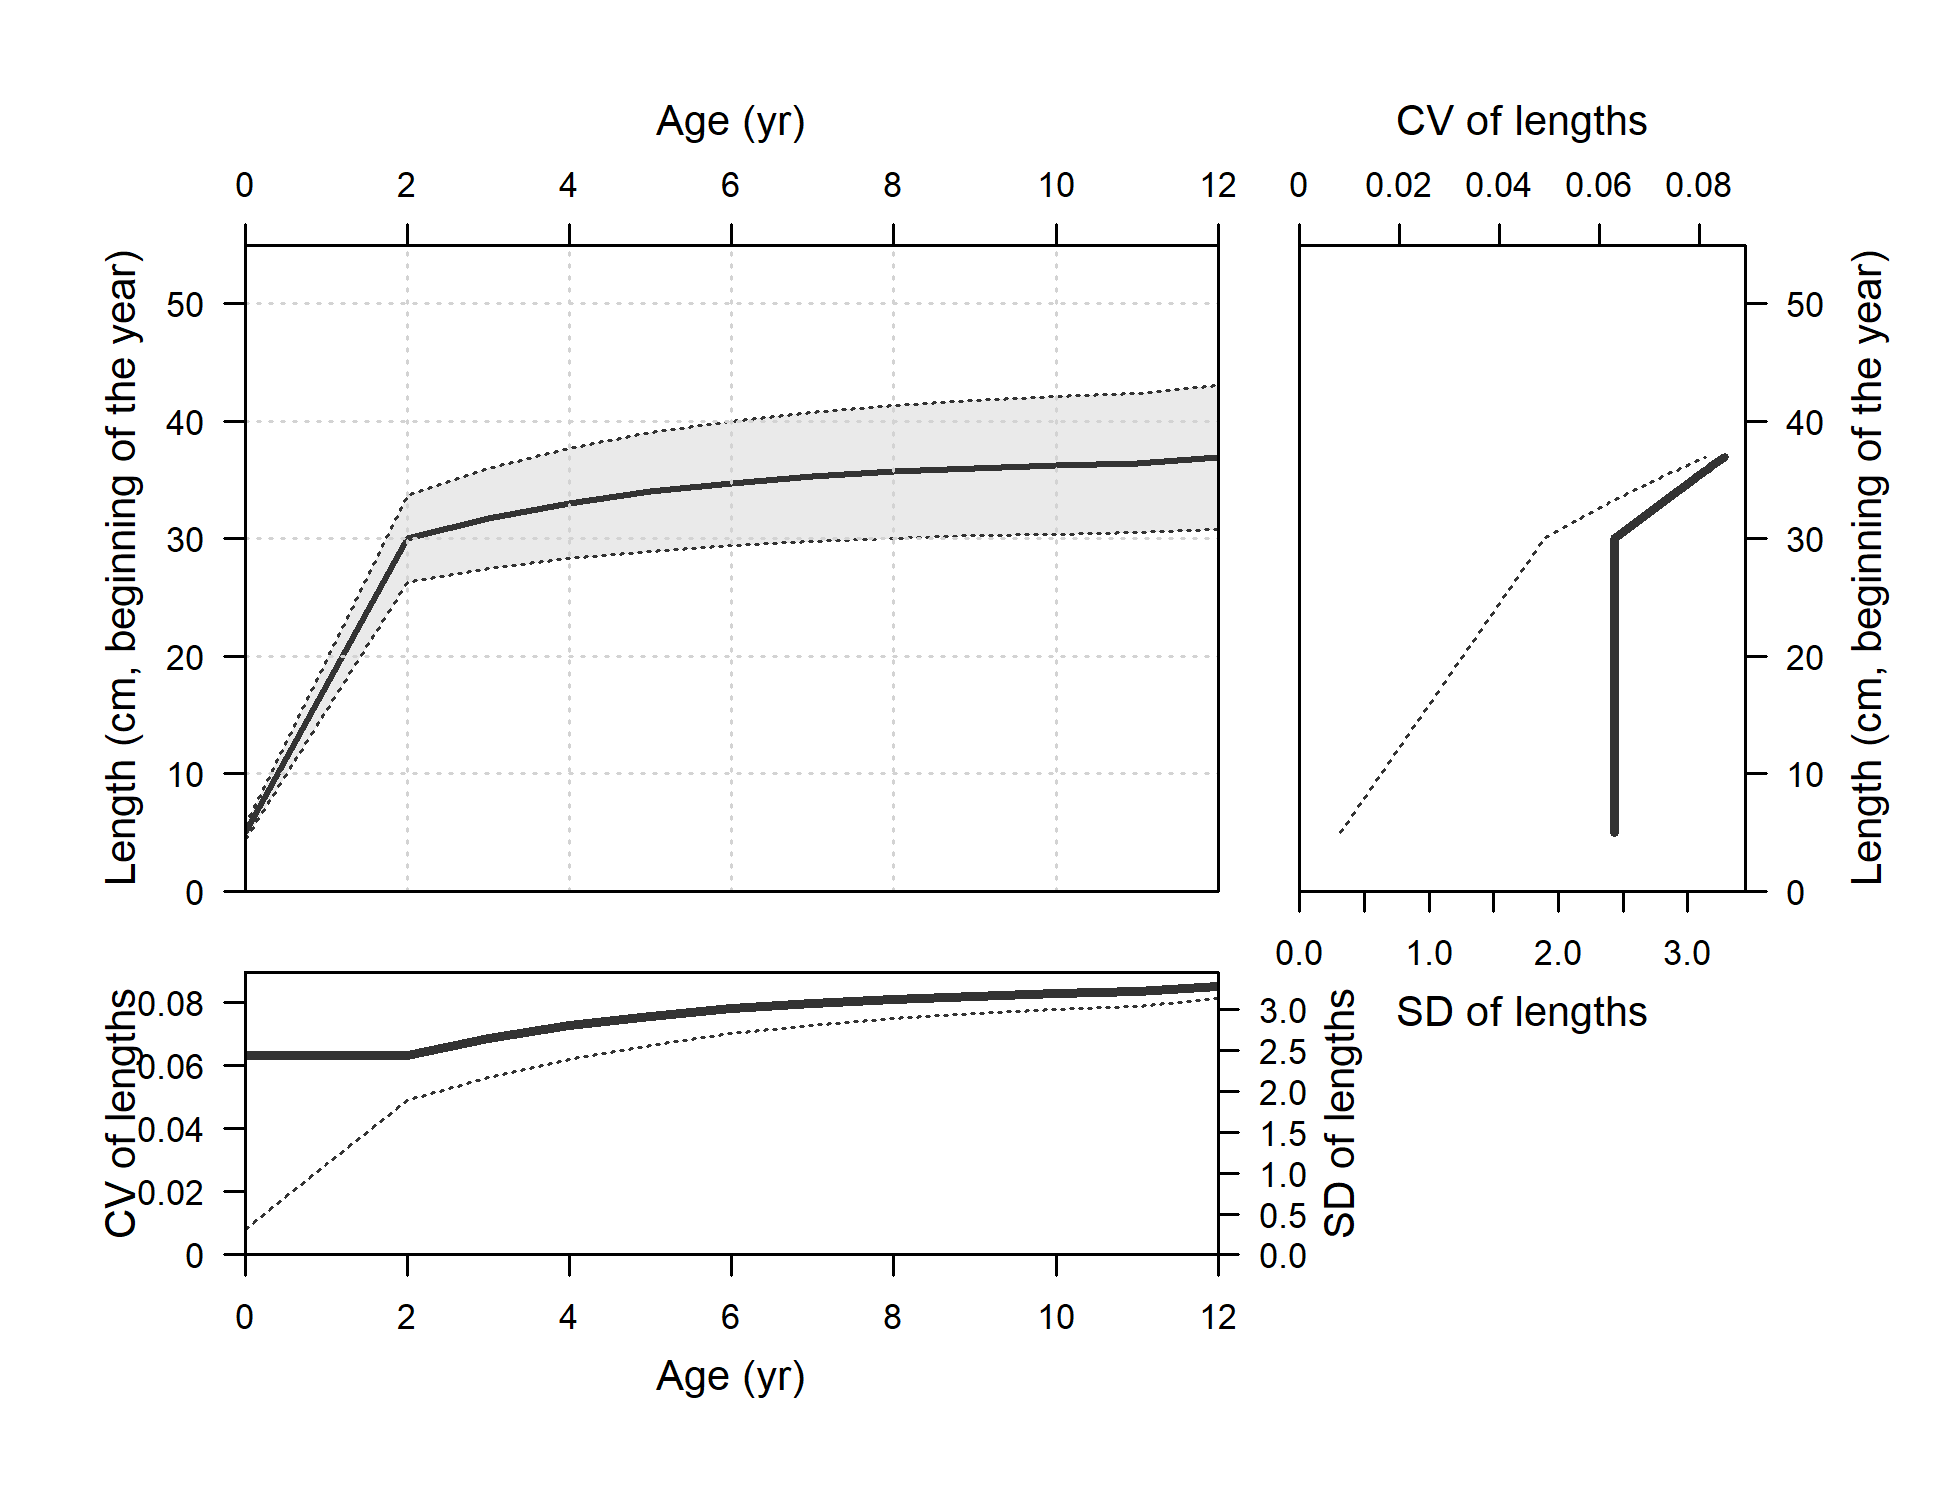 Age (yr)
0 2 4 6 8 10 12
Length (cm, beginning of the year)
50
40
30
20
10
0
CV of lengths
0 0.02 0.04 0.06 0.08
50
40
30
20
10
0
Length (cm, beginning of the year)
0.0 1.0 2.0 3.0
SD of lengths
CV of lengths
0.08
0.06
0.04
0.02
0
3.0
2.5
2.0
1.5
1.0
0.5
0.0
SD of lengths
0 2 4 6 8 10 12
Age (yr)